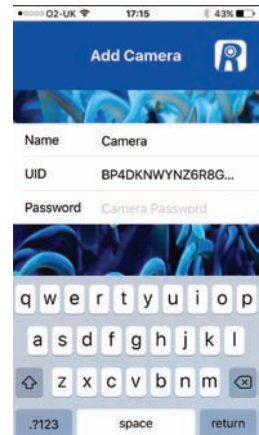 O2-UK 17:15 43%
Add Camera
Name Camera
UID BP4DKNWYNZ6R8G...
Password Camera Password
q w e r t y u i o p
a s d f g h j k l
z x c v b n m
.?123 space return